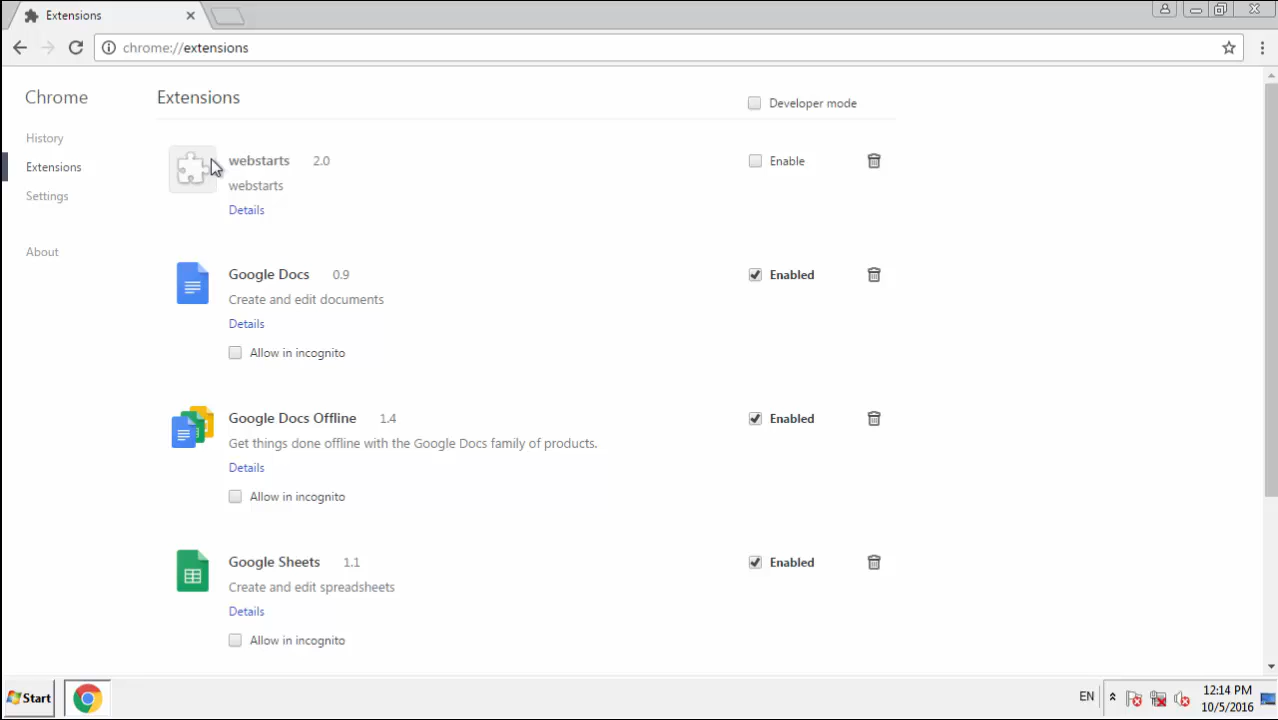 Extensions
chrome://extensions
Chrome
Extensions
Developer mode
History
Extensions
Settings
About
webstarts 2.0
Enable
webstarts
Details
Google Docs 0.9
Enabled
Create and edit documents
Details
Allow in incognito
Google Docs Offline 1.4
Enabled
Get things done offline with the Google Docs family of products.
Details
Allow in incognito
Google Sheets 1.1
Enabled
Create and edit spreadsheets
Details
Allow in incognito
Start
EN
12:14 PM
10/5/2016